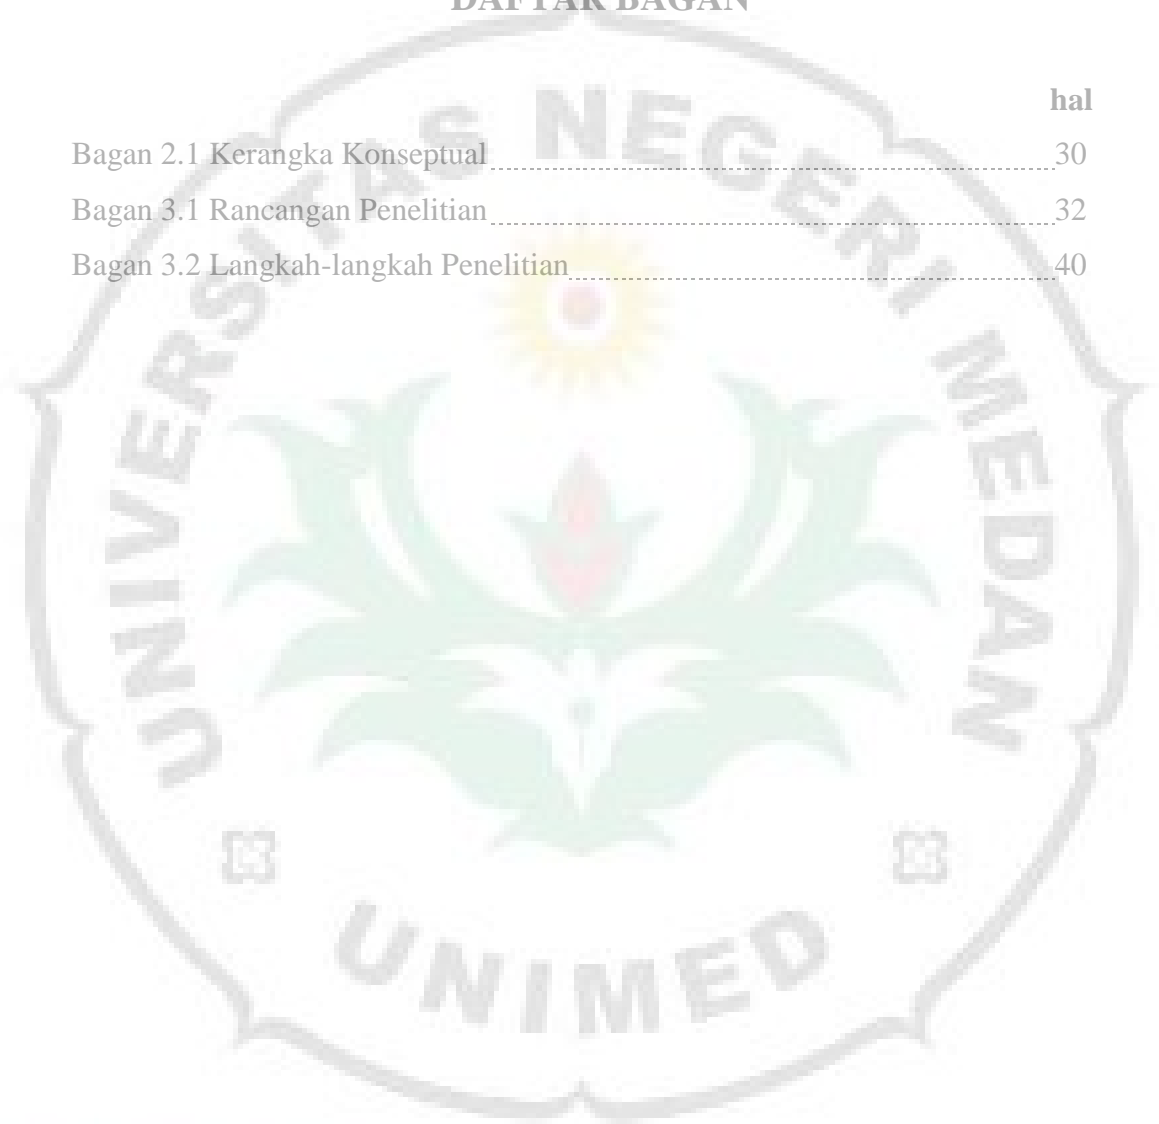 DAFTAR BAGAN
hal
Bagan 2.1 Kerangka Konseptual 30
Bagan 3.1 Rancangan Penelitian 32
Bagan 3.2 Langkah-langkah Penelitian 40
UNIVERSITAS NEGERI MEDAN
UNIMED